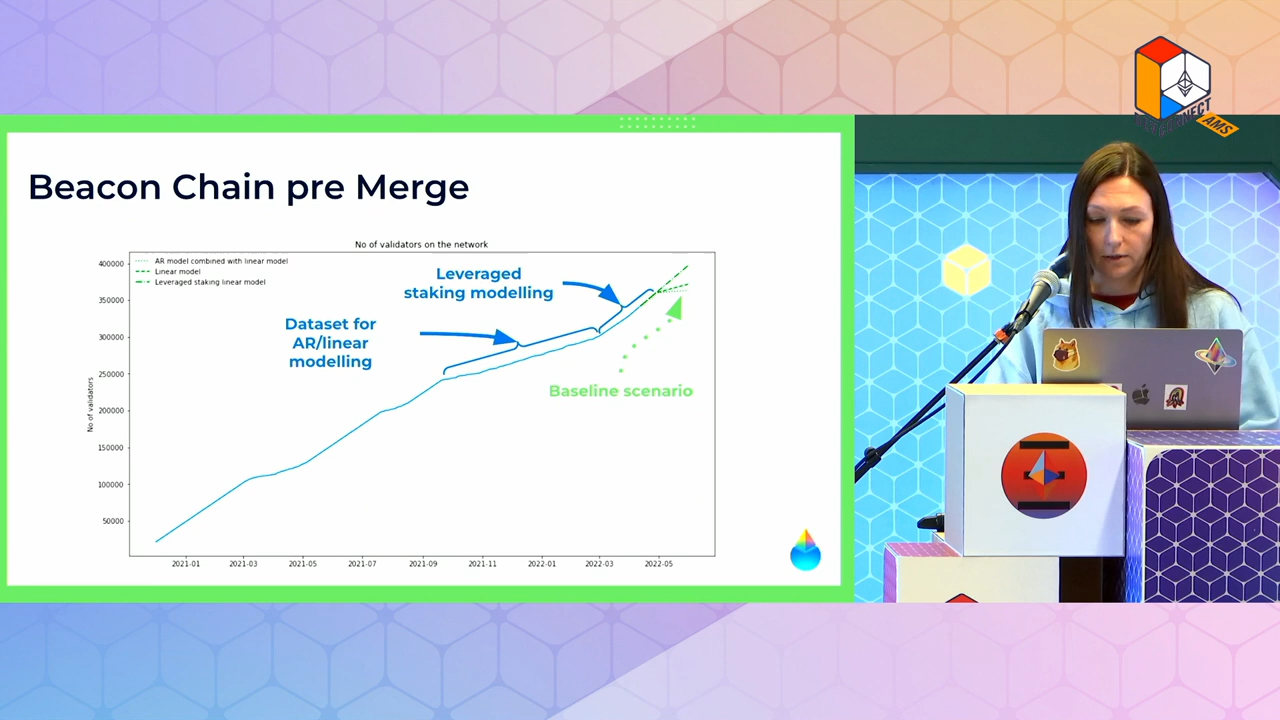 Beacon Chain pre Merge
No of validators on the network
AR model combined with linear model
Linear model
Leveraged staking linear model
Leveraged
staking modelling
Dataset for
AR/linear
modelling
Baseline scenario
No of validators
400000
350000
300000
250000
200000
150000
100000
50000
2021-01
2021-03
2021-05
2021-07
2021-09
2021-11
2022-01
2022-03
2022-05
AMS